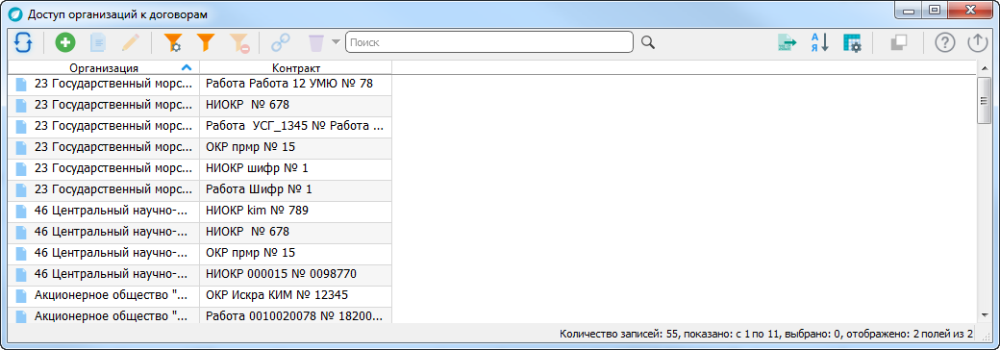 Доступ организаций к договорам
Поиск
А
Я
Организация Контракт
23 Государственный морс... Работа Работа 12 УМЮ № 78
23 Государственный морс... НИОКР № 678
23 Государственный морс... Работа УСГ_1345 № Работа ...
23 Государственный морс... ОКР прмр № 15
23 Государственный морс... НИОКР шифр № 1
23 Государственный морс... Работа Шифр № 1
46 Центральный научно-... НИОКР kim № 789
46 Центральный научно-... НИОКР № 678
46 Центральный научно-... ОКР прмр № 15
46 Центральный научно-... НИОКР 000015 № 0098770
Акционерное общество "... ОКР Искра КИМ № 12345
Акционерное общество "... Работа 0010020078 № 18200...
Количество записей: 55, показано: с 1 по 11, выбрано: 0, отображено: 2 полей из 2